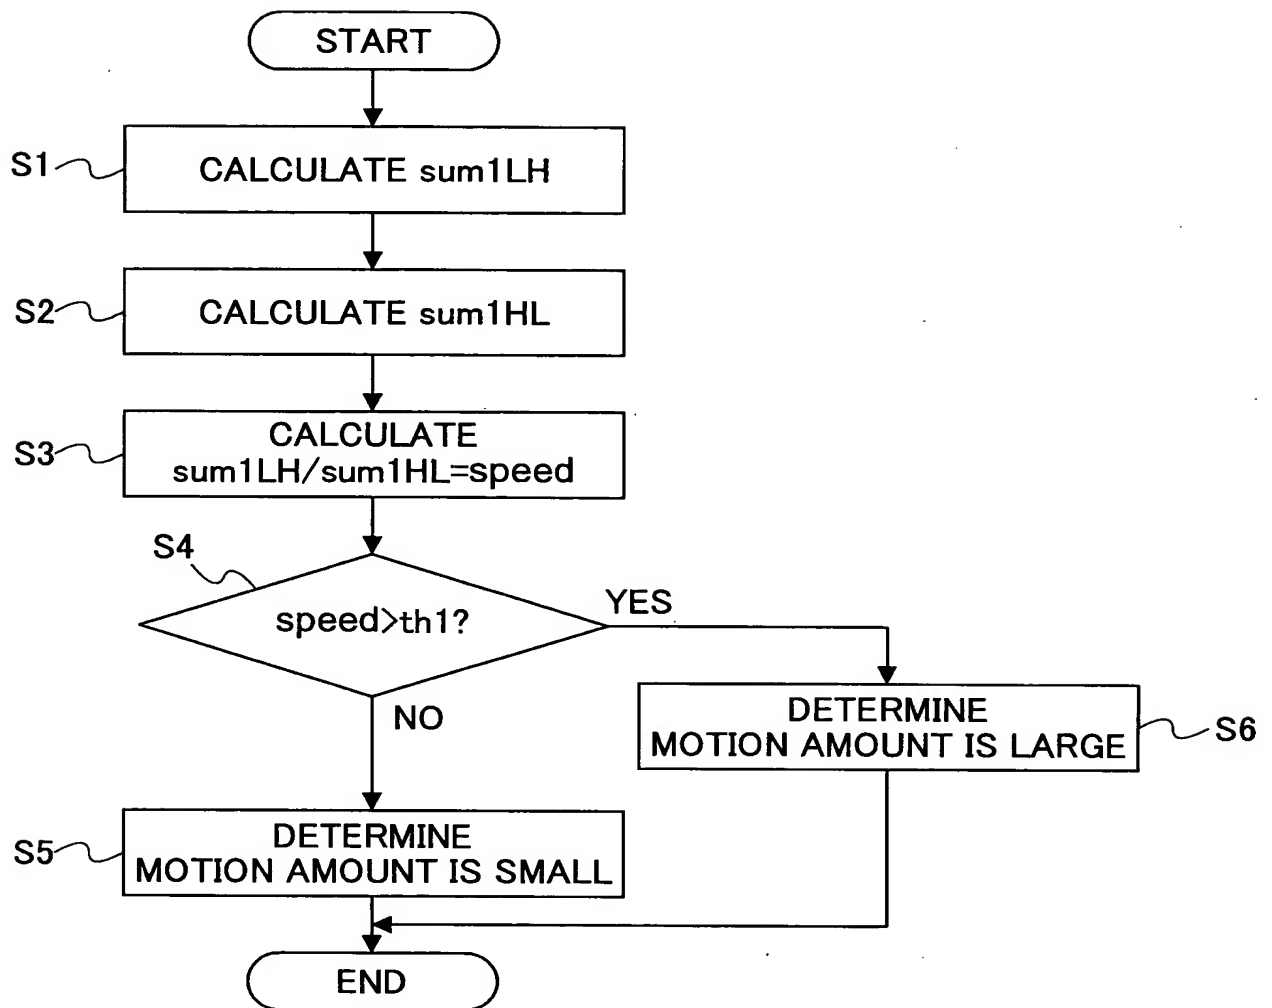 START
S1
CALCULATE sum1LH
S2
CALCULATE sum1HL
S3
CALCULATE
sum1LH/sum1HL=speed
S4
speed>th1?
YES
NO
DETERMINE
MOTION AMOUNT IS LARGE
S6
S5
DETERMINE
MOTION AMOUNT IS SMALL
END